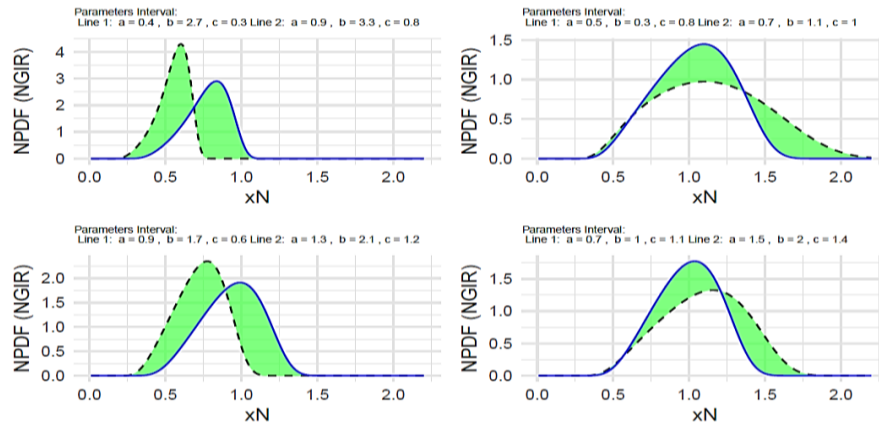 Parameters Interval:
Line 1: a = 0.4 , b = 2.7 , c = 0.3 Line 2: a = 0.9 , b = 3.3 , c = 0.8
NPDF (NGIR)
4
3
2
1
0
0.0 0.5 1.0 1.5 2.0
xN
Parameters Interval:
Line 1: a = 0.5 , b = 0.3 , c = 0.8 Line 2: a = 0.7 , b = 1.1 , c = 1
NPDF (NGIR)
1.5
1.0
0.5
0.0
0.0 0.5 1.0 1.5 2.0
xN
Parameters Interval:
Line 1: a = 0.9 , b = 1.7 , c = 0.6 Line 2: a = 1.3 , b = 2.1 , c = 1.2
NPDF (NGIR)
2.0
1.5
1.0
0.5
0.0
0.0 0.5 1.0 1.5 2.0
xN
Parameters Interval:
Line 1: a = 0.7 , b = 1 , c = 1.1 Line 2: a = 1.5 , b = 2 , c = 1.4
NPDF (NGIR)
1.5
1.0
0.5
0.0
0.0 0.5 1.0 1.5 2.0
xN